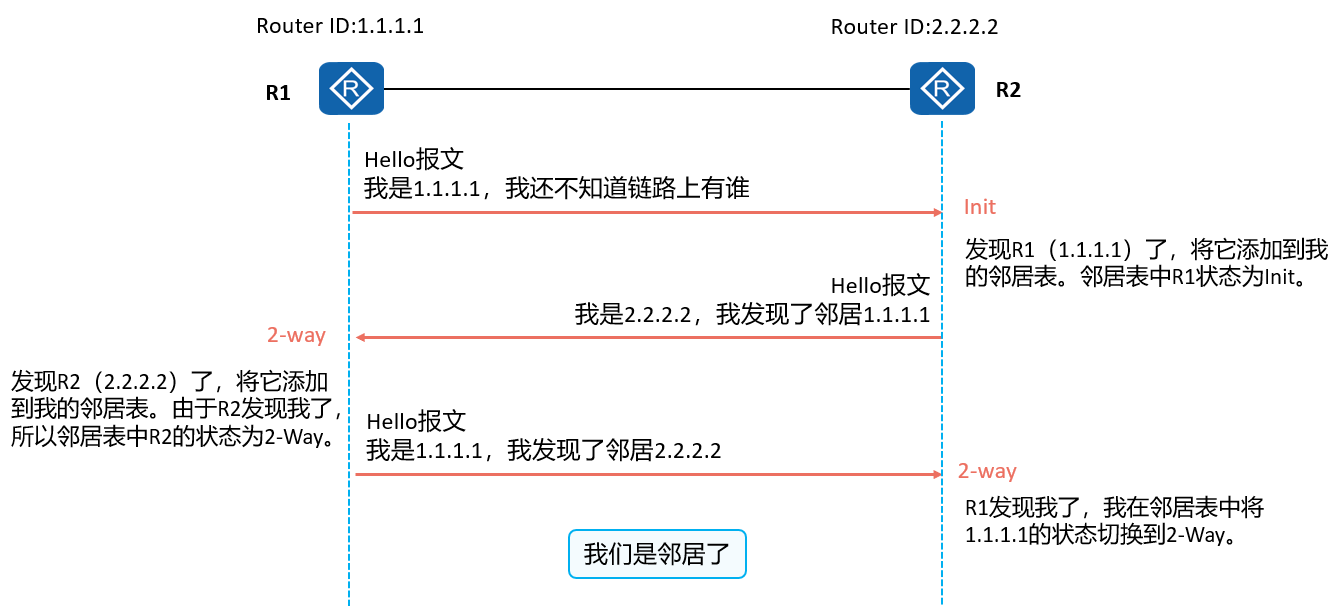 Router ID:1.1.1.1
Router ID:2.2.2.2
R1
R
R
R2
Hello报文
我是1.1.1.1，我还不知道链路上有谁
Init
发现R1（1.1.1.1）了，将它添加到我
的邻居表。邻居表中R1状态为Init。
Hello报文
我是2.2.2.2，我发现了邻居1.1.1.1
2-way
发现R2（2.2.2.2）了，将它添加
到我的邻居表。由于R2发现我了，
所以邻居表中R2的状态为2-Way。
Hello报文
我是1.1.1.1，我发现了邻居2.2.2.2
2-way
R1发现我了，我在邻居表中将
1.1.1.1的状态切换到2-Way。
我们是邻居了